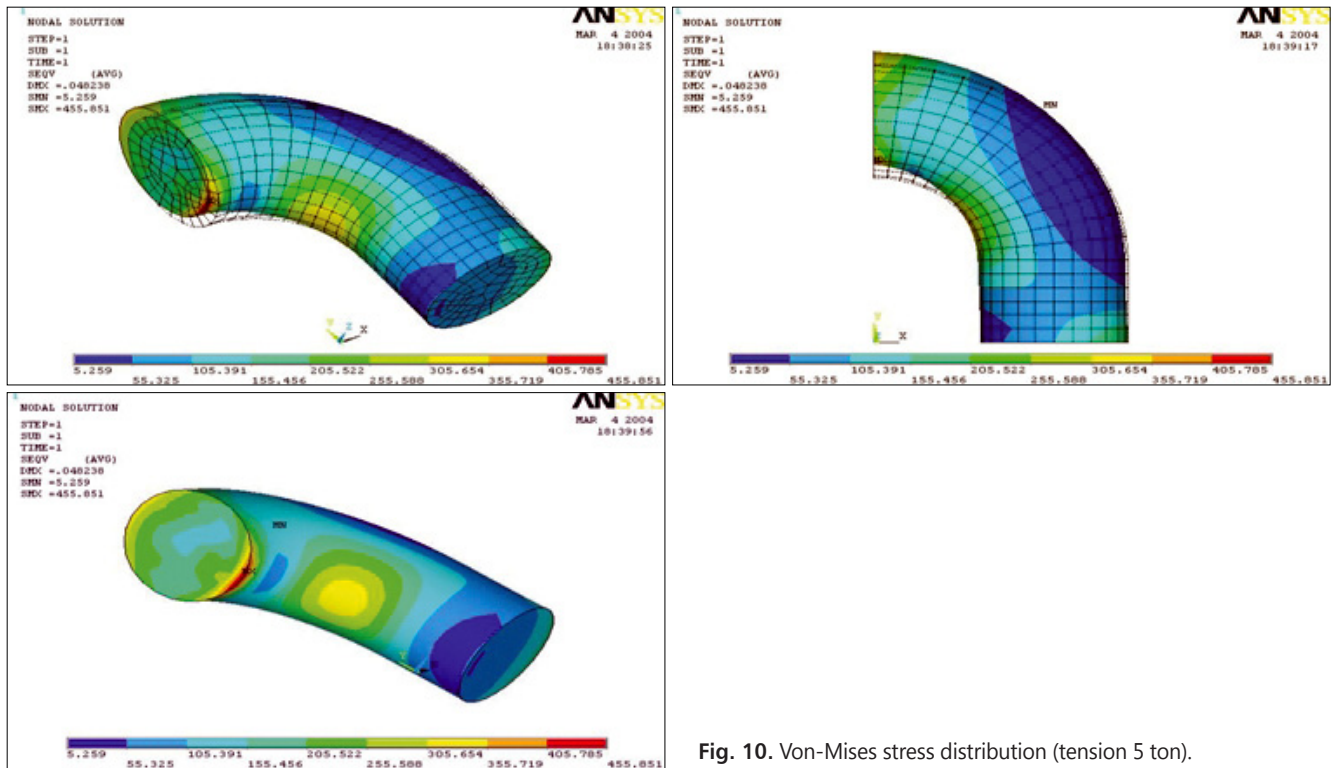 1
NODAL SOLUTION
STEP=1
SUB =1
TIME=1
SEQV (AVG)
DMX =.048238
SMN =5.259
SMX =455.851
ANSYS
MAR 4 2004
18:38:25
Y
Z
X
5.259 105.391 205.522 305.654 405.785
55.325 155.456 255.588 355.719 455.851
1
NODAL SOLUTION
STEP=1
SUB =1
TIME=1
SEQV (AVG)
DMX =.048238
SMN =5.259
SMX =455.851
ANSYS
MAR 4 2004
18:39:17
MN
Y
X
5.259 105.391 205.522 305.654 405.785
55.325 155.456 255.588 355.719 455.851
1
NODAL SOLUTION
STEP=1
SUB =1
TIME=1
SEQV (AVG)
DMX =.048238
SMN =5.259
SMX =455.851
ANSYS
MAR 4 2004
18:39:56
MN
MX
5.259 105.391 205.522 305.654 405.785
55.325 155.456 255.588 355.719 455.851
Fig. 10. Von-Mises stress distribution (tension 5 ton).